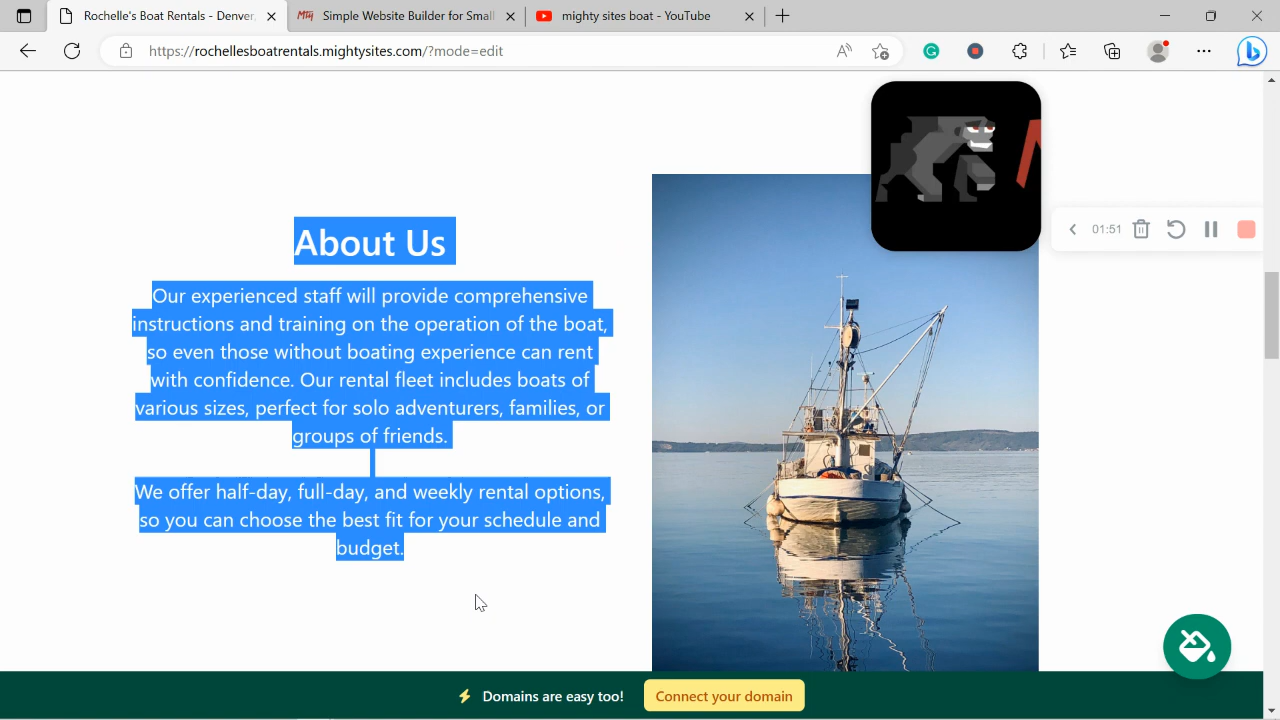 Rochelle's Boat Rentals - Denver,
Simple Website Builder for Small
mighty sites boat - YouTube
https://rochellesboatrentals.mightysites.com/?mode=edit
01:51
About Us
Our experienced staff will provide comprehensive
instructions and training on the operation of the boat,
so even those without boating experience can rent
with confidence. Our rental fleet includes boats of
various sizes, perfect for solo adventurers, families, or
groups of friends.
We offer half-day, full-day, and weekly rental options,
so you can choose the best fit for your schedule and
budget.
Domains are easy too!
Connect your domain